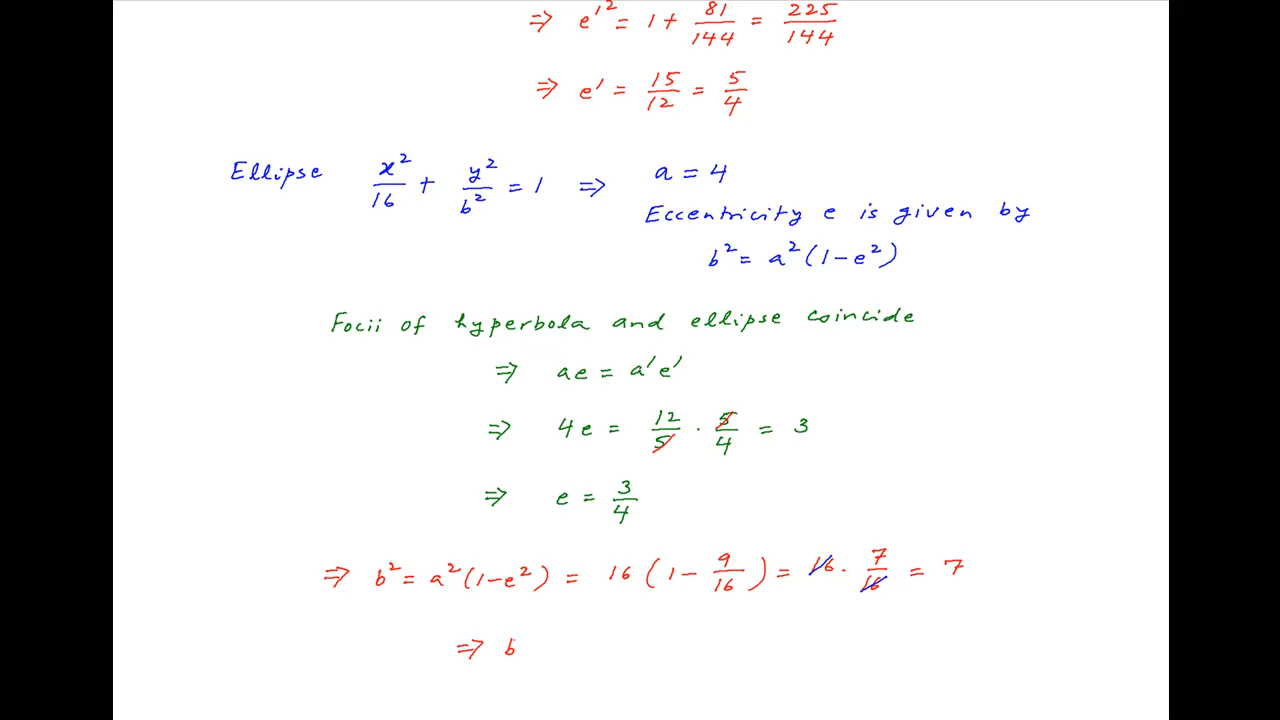 ⇒ e'² = 1 + 81/144 = 225/144
⇒ e' = 15/12 = 5/4
Ellipse x²/16 + y²/b² = 1 ⇒ a = 4
Eccentricity e is given by
b² = a²(1-e²)
Focii of hyperbola and ellipse coincide
⇒ ae = a'e'
⇒ 4e = 12/5 · 5/4 = 3
⇒ e = 3/4
⇒ b² = a²(1-e²) = 16(1 - 9/16) = 16 · 7/16 = 7
⇒ b